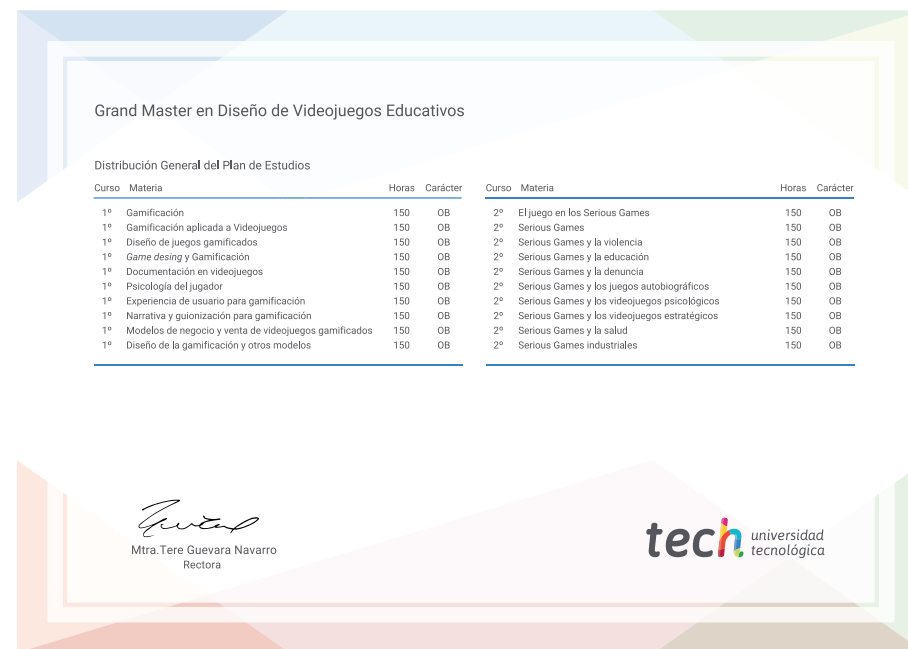 Grand Master en Diseño de Videojuegos Educativos
Distribución General del Plan de Estudios
Curso Materia Horas Carácter
1º Gamificación 150 OB
1º Gamificación aplicada a Videojuegos 150 OB
1º Diseño de juegos gamificados 150 OB
1º Game desing y Gamificación 150 OB
1º Documentación en videojuegos 150 OB
1º Psicología del jugador 150 OB
1º Experiencia de usuario para gamificación 150 OB
1º Narrativa y guionización para gamificación 150 OB
1º Modelos de negocio y venta de videojuegos gamificados 150 OB
1º Diseño de la gamificación y otros modelos 150 OB
Curso Materia Horas Carácter
2º El juego en los Serious Games 150 OB
2º Serious Games 150 OB
2º Serious Games y la violencia 150 OB
2º Serious Games y la educación 150 OB
2º Serious Games y la denuncia 150 OB
2º Serious Games y los juegos autobiográficos 150 OB
2º Serious Games y los videojuegos psicológicos 150 OB
2º Serious Games y los videojuegos estratégicos 150 OB
2º Serious Games y la salud 150 OB
2º Serious Games industriales 150 OB
Mtra.Tere Guevara Navarro
Rectora
tech universidad
tecnológica